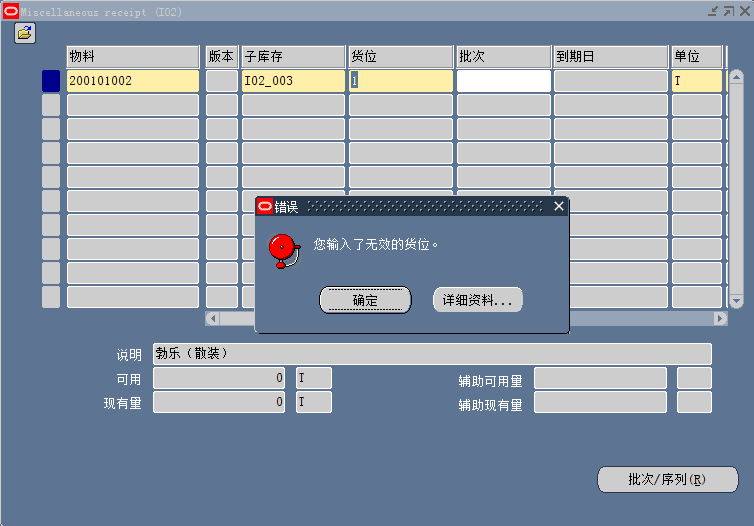 Miscellaneous receipt (I02)
物料 版本 子库存 货位 批次 到期日 单位
200101002 I02_003 1 T
错误
您输入了无效的货位。
确定 详细资料...
说明 勃乐（散装）
可用 0 T 辅助可用量
现有量 0 T 辅助现有量
批次/序列(R)